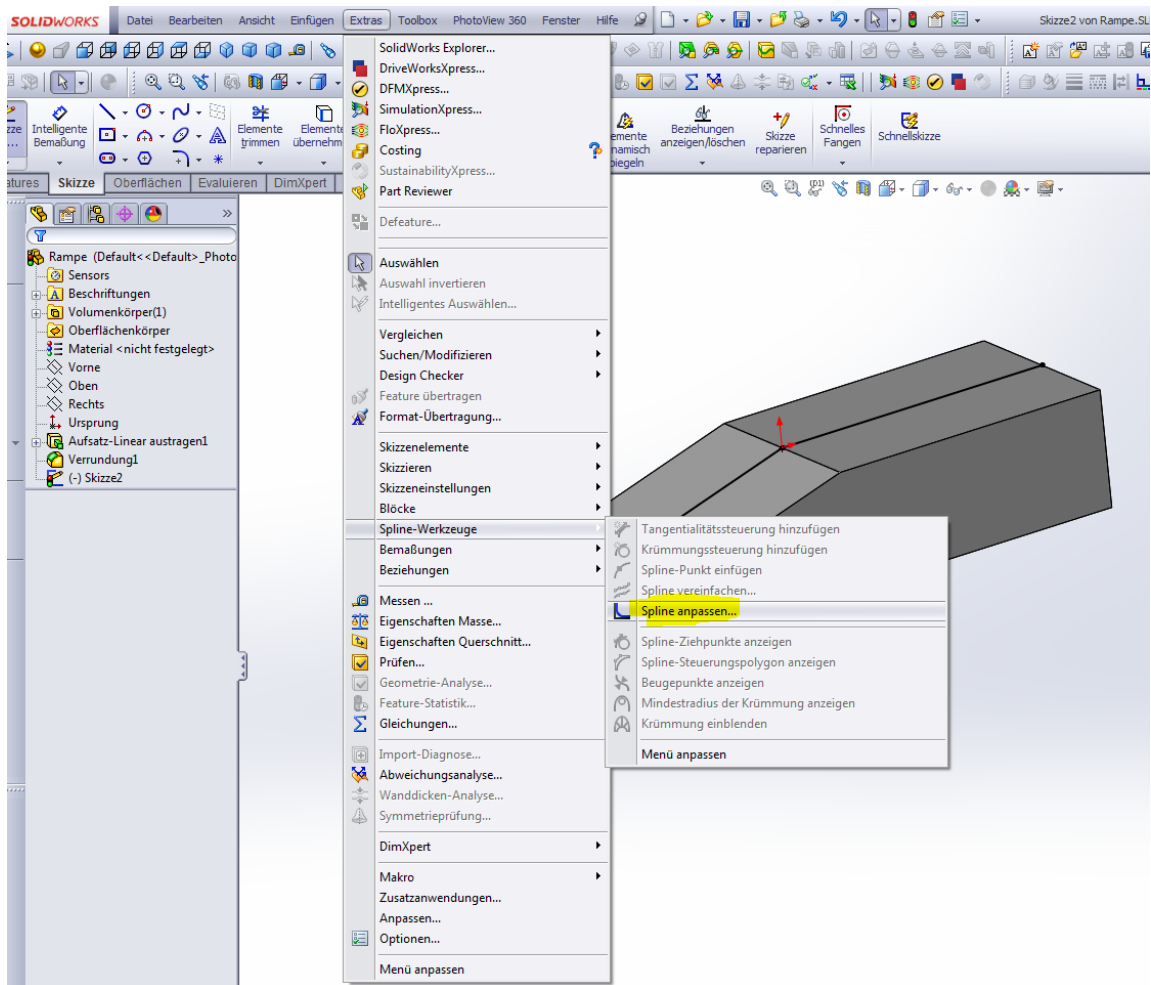 SOLIDWORKS Datei Bearbeiten Ansicht Einfügen Extras Toolbox PhotoView 360 Fenster Hilfe Skizze2 von Rampe.SL
Intelligente Bemaßung
Elemente trimmen
Element übernehm
Beziehungen anzeigen/löschen
Skizze reparieren
Schnelles Fangen
Schnellskizze
atures Skizze Oberflächen Evaluieren DimXpert
Rampe (Default<<Default>_Photo
Sensors
Beschriftungen
Volumenkörper(1)
Oberflächenkörper
Material <nicht festgelegt>
Vorne
Oben
Rechts
Ursprung
Aufsatz-Linear austragen1
Verrundung1
(-) Skizze2
SolidWorks Explorer...
DriveWorksXpress...
DFMXpress...
SimulationXpress...
FloXpress...
Costing
SustainabilityXpress...
Part Reviewer
Defeature...
Auswählen
Auswahl invertieren
Intelligentes Auswählen...
Vergleichen
Suchen/Modifizieren
Design Checker
Feature übertragen
Format-Übertragung...
Skizzenelemente
Skizzieren
Skizzeneinstellungen
Blöcke
Spline-Werkzeuge
Bemaßungen
Beziehungen
Messen ...
Eigenschaften Masse...
Eigenschaften Querschnitt...
Prüfen...
Geometrie-Analyse...
Feature-Statistik...
Gleichungen...
Import-Diagnose...
Abweichungsanalyse...
Wanddicken-Analyse...
Symmetrieprüfung...
DimXpert
Makro
Zusatzanwendungen...
Anpassen...
Optionen...
Menü anpassen
Tangentialitätssteuerung hinzufügen
Krümmungssteuerung hinzufügen
Spline-Punkt einfügen
Spline vereinfachen...
Spline anpassen...
Spline-Ziehpunkte anzeigen
Spline-Steuerungspolygon anzeigen
Beugepunkte anzeigen
Mindestradius der Krümmung anzeigen
Krümmung einblenden
Menü anpassen